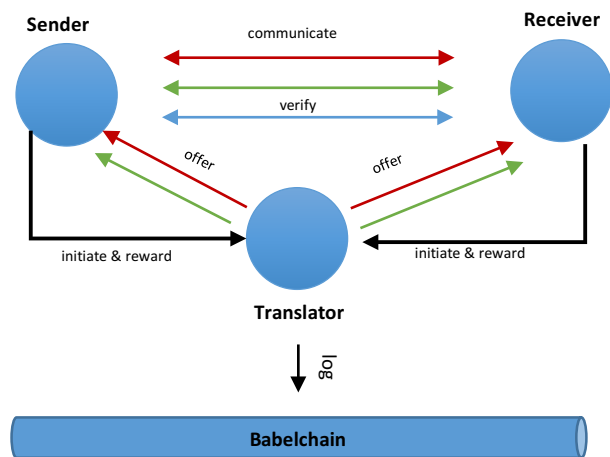 Sender
Receiver
communicate
verify
offer
offer
initiate & reward
initiate & reward
Translator
log
Babelchain